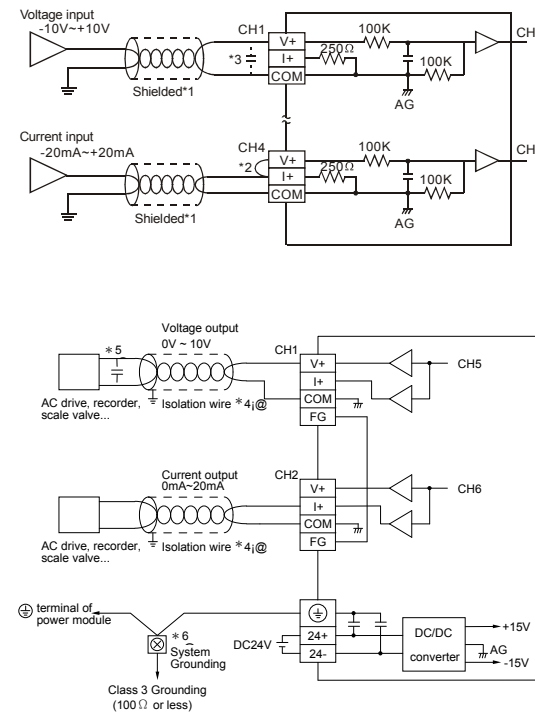 Voltage input
-10V~+10V
Shielded*1
CH1
*3
V+
I+
COM
250Ω
100K
100K
AG
CH
Current input
-20mA~+20mA
Shielded*1
CH4
*2
V+
I+
COM
250Ω
100K
100K
AG
CH
Voltage output
0V ~ 10V
*5
AC drive, recorder,
scale valve...
Isolation wire *4¡@
CH1
V+
I+
COM
FG
CH5
Current output
0mA~20mA
AC drive, recorder,
scale valve...
Isolation wire *4¡@
CH2
V+
I+
COM
FG
CH6
terminal of
power module
*6
System
Grounding
Class 3 Grounding
(100Ω or less)
DC24V
24+
24-
DC/DC
converter
+15V
AG
-15V